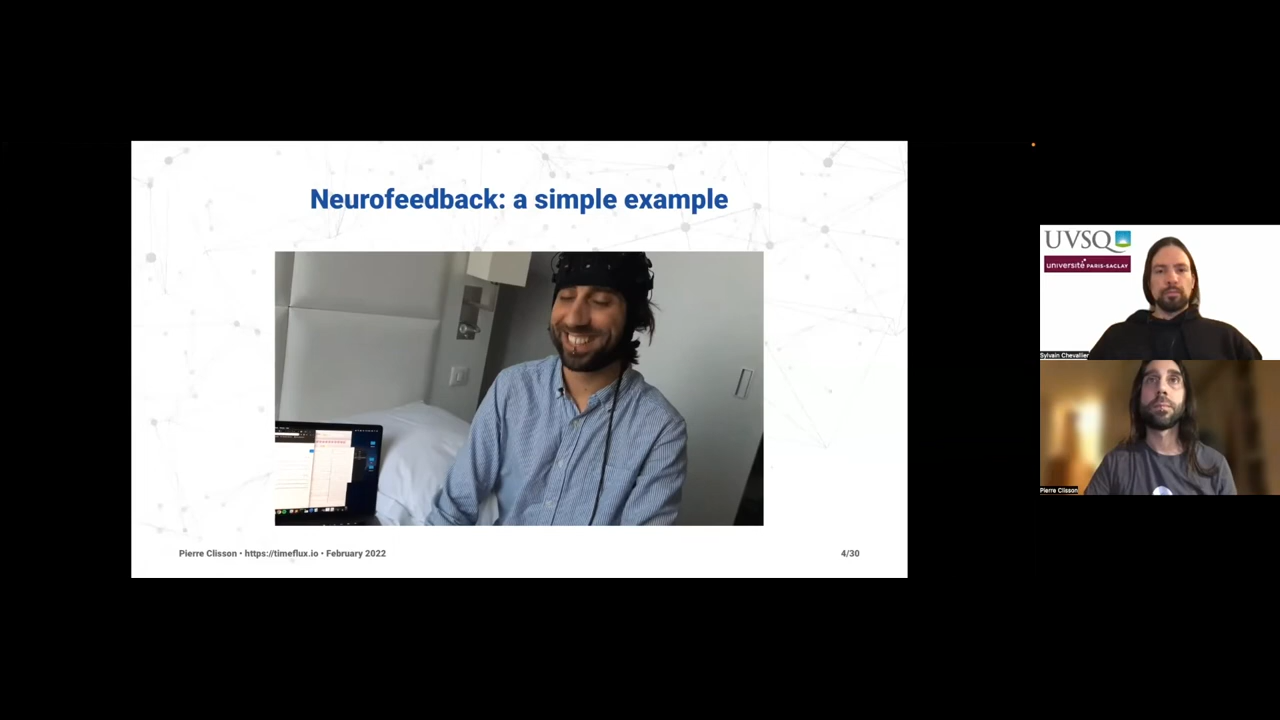 Neurofeedback: a simple example
Pierre Clisson • https://timeflux.io • February 2022
4/30
UVSQ
université PARIS-SACLAY
Sylvain Chevallier
Pierre Clisson